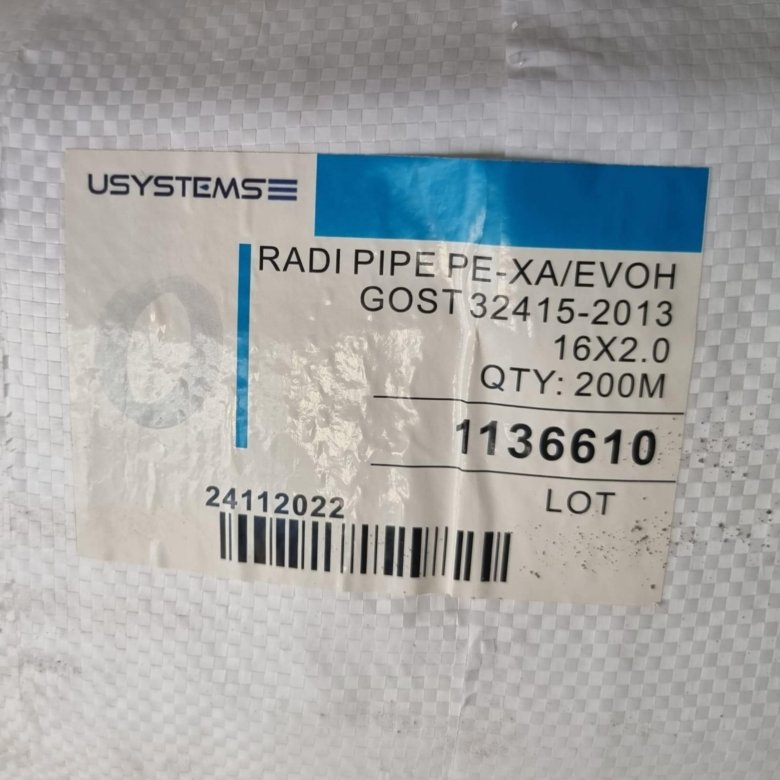 USYSTEMS
RADI PIPE PE-XA/EVOH
GOST 32415-2013
16X2.0
QTY: 200M
1136610
LOT
24112022